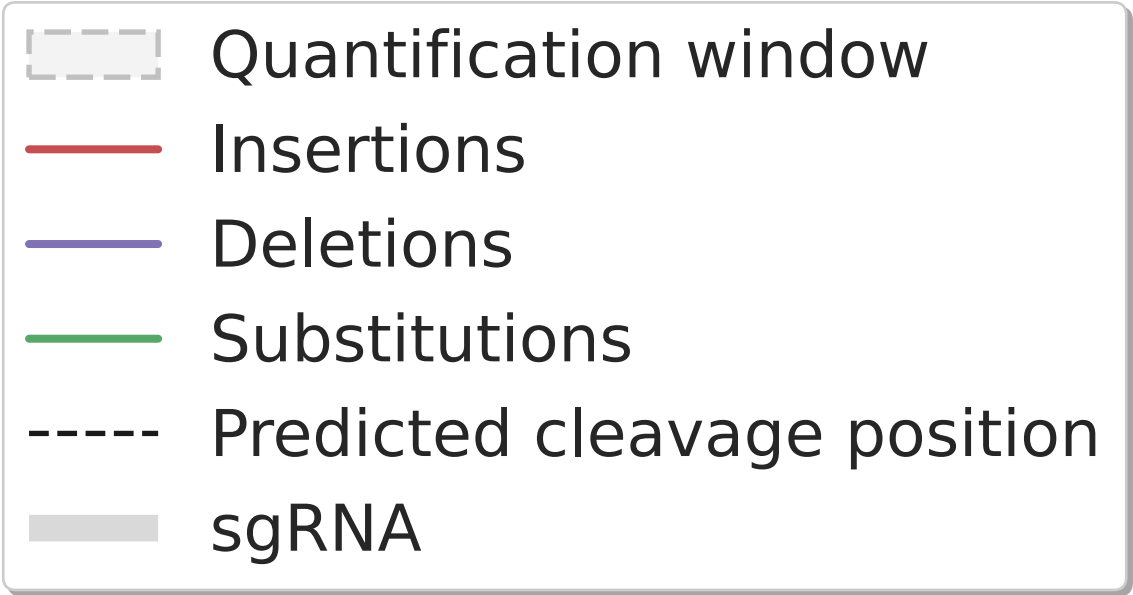 Quantification window
Insertions
Deletions
Substitutions
Predicted cleavage position
sgRNA